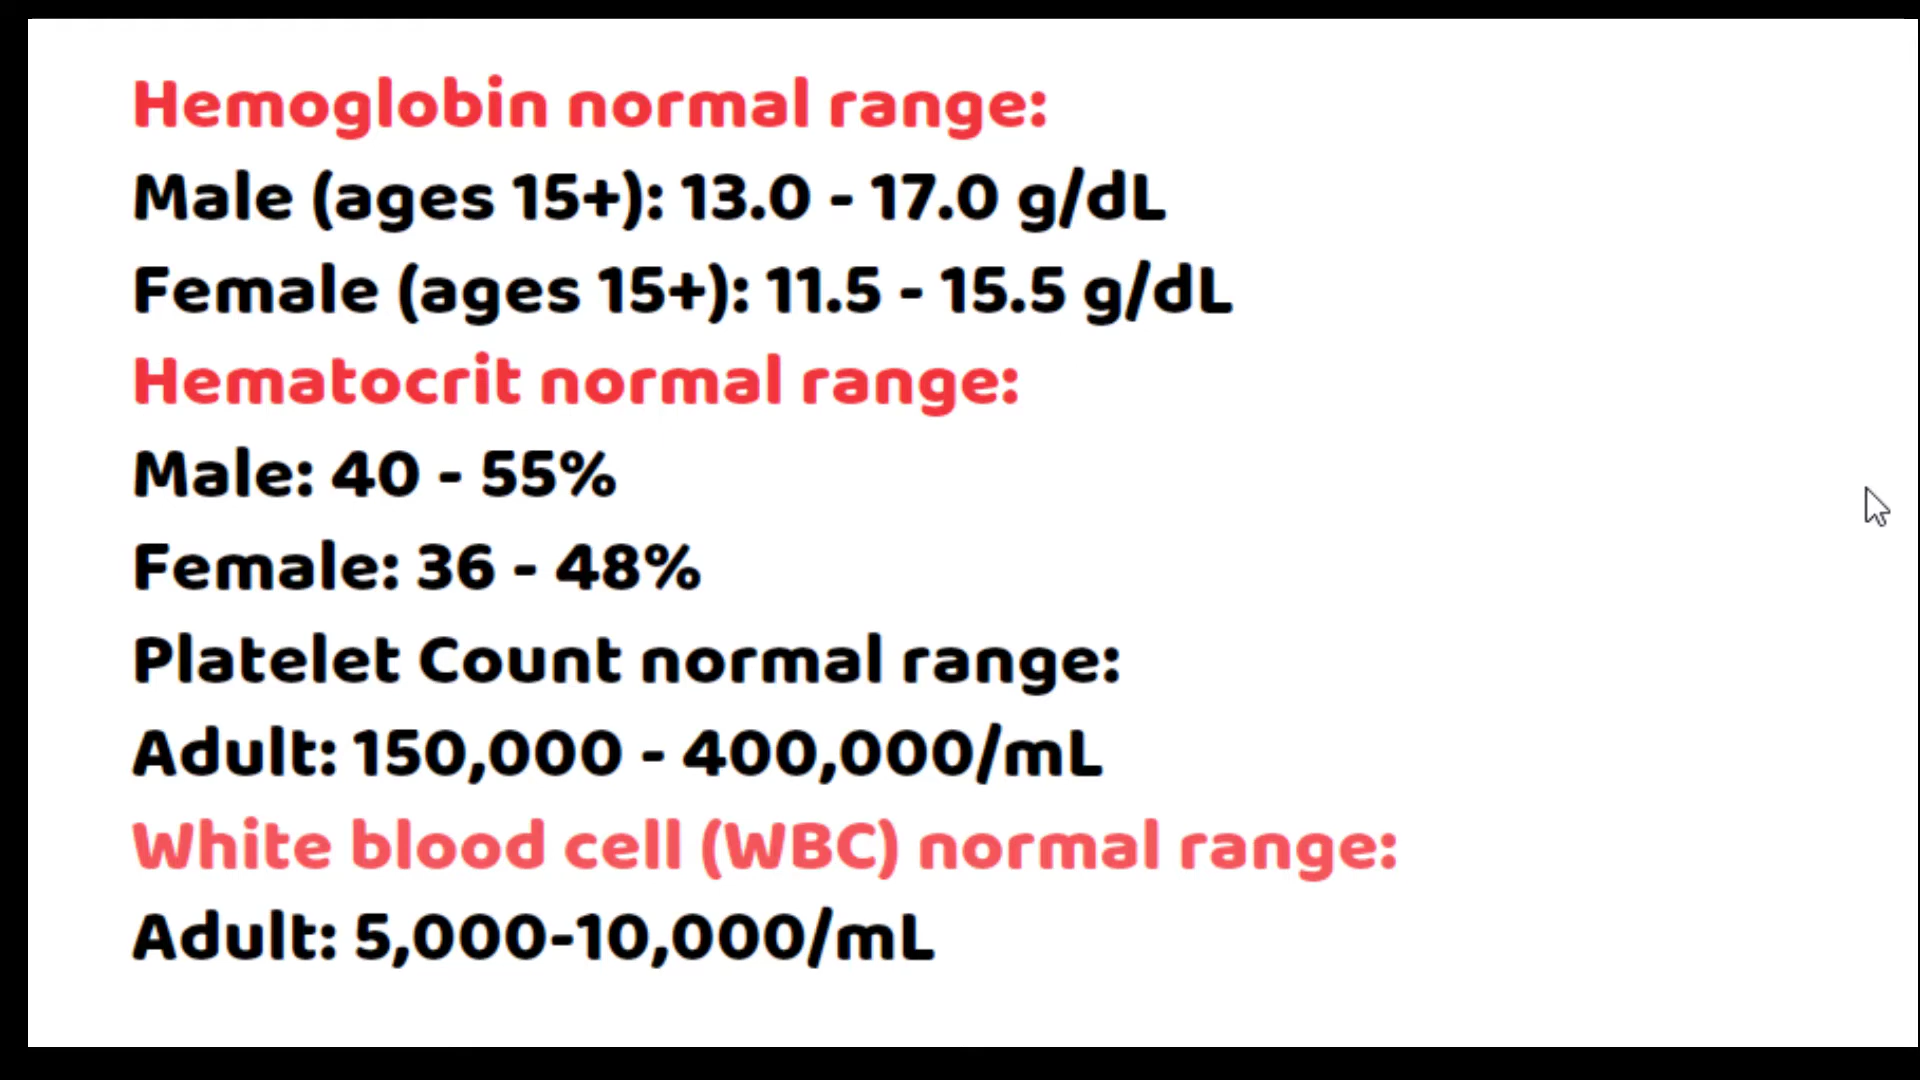 Hemoglobin normal range:
Male (ages 15+): 13.0 - 17.0 g/dL
Female (ages 15+): 11.5 - 15.5 g/dL
Hematocrit normal range:
Male: 40 - 55%
Female: 36 - 48%
Platelet Count normal range:
Adult: 150,000 - 400,000/mL
White blood cell (WBC) normal range:
Adult: 5,000-10,000/mL